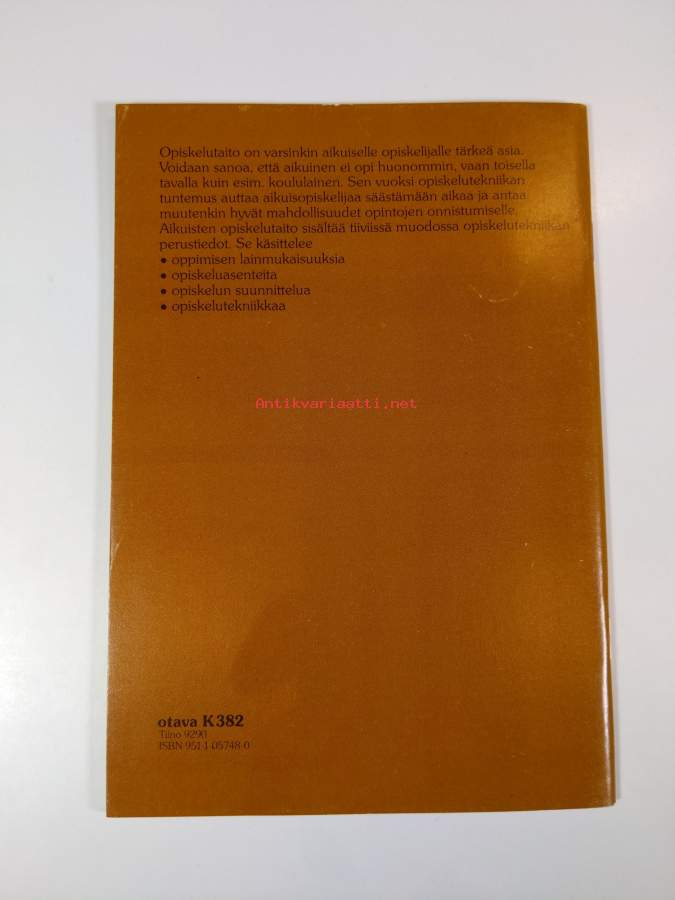 Opiskelutaito on varsinkin aikuiselle opiskelijalle tärkeä asia.
Voidaan sanoa, että aikuinen ei opi huonommin, vaan toisella
tavalla kuin esim. koululainen. Sen vuoksi opiskelutekniikan
tuntemus auttaa aikuisopiskelijaa säästämään aikaa ja antaa
muutenkin hyvät mahdollisuudet opintojen onnistumiselle.
Aikuisten opiskelutaito sisältää tiiviissä muodossa opiskelutekniikan
perustiedot. Se käsittelee
• oppimisen lainmukaisuuksia
• opiskeluasenteita
• opiskelun suunnittelua
• opiskelutekniikkaa
Antikvariaatti.net
otava K382
Tilno 9290
ISBN 951-1-05748-0